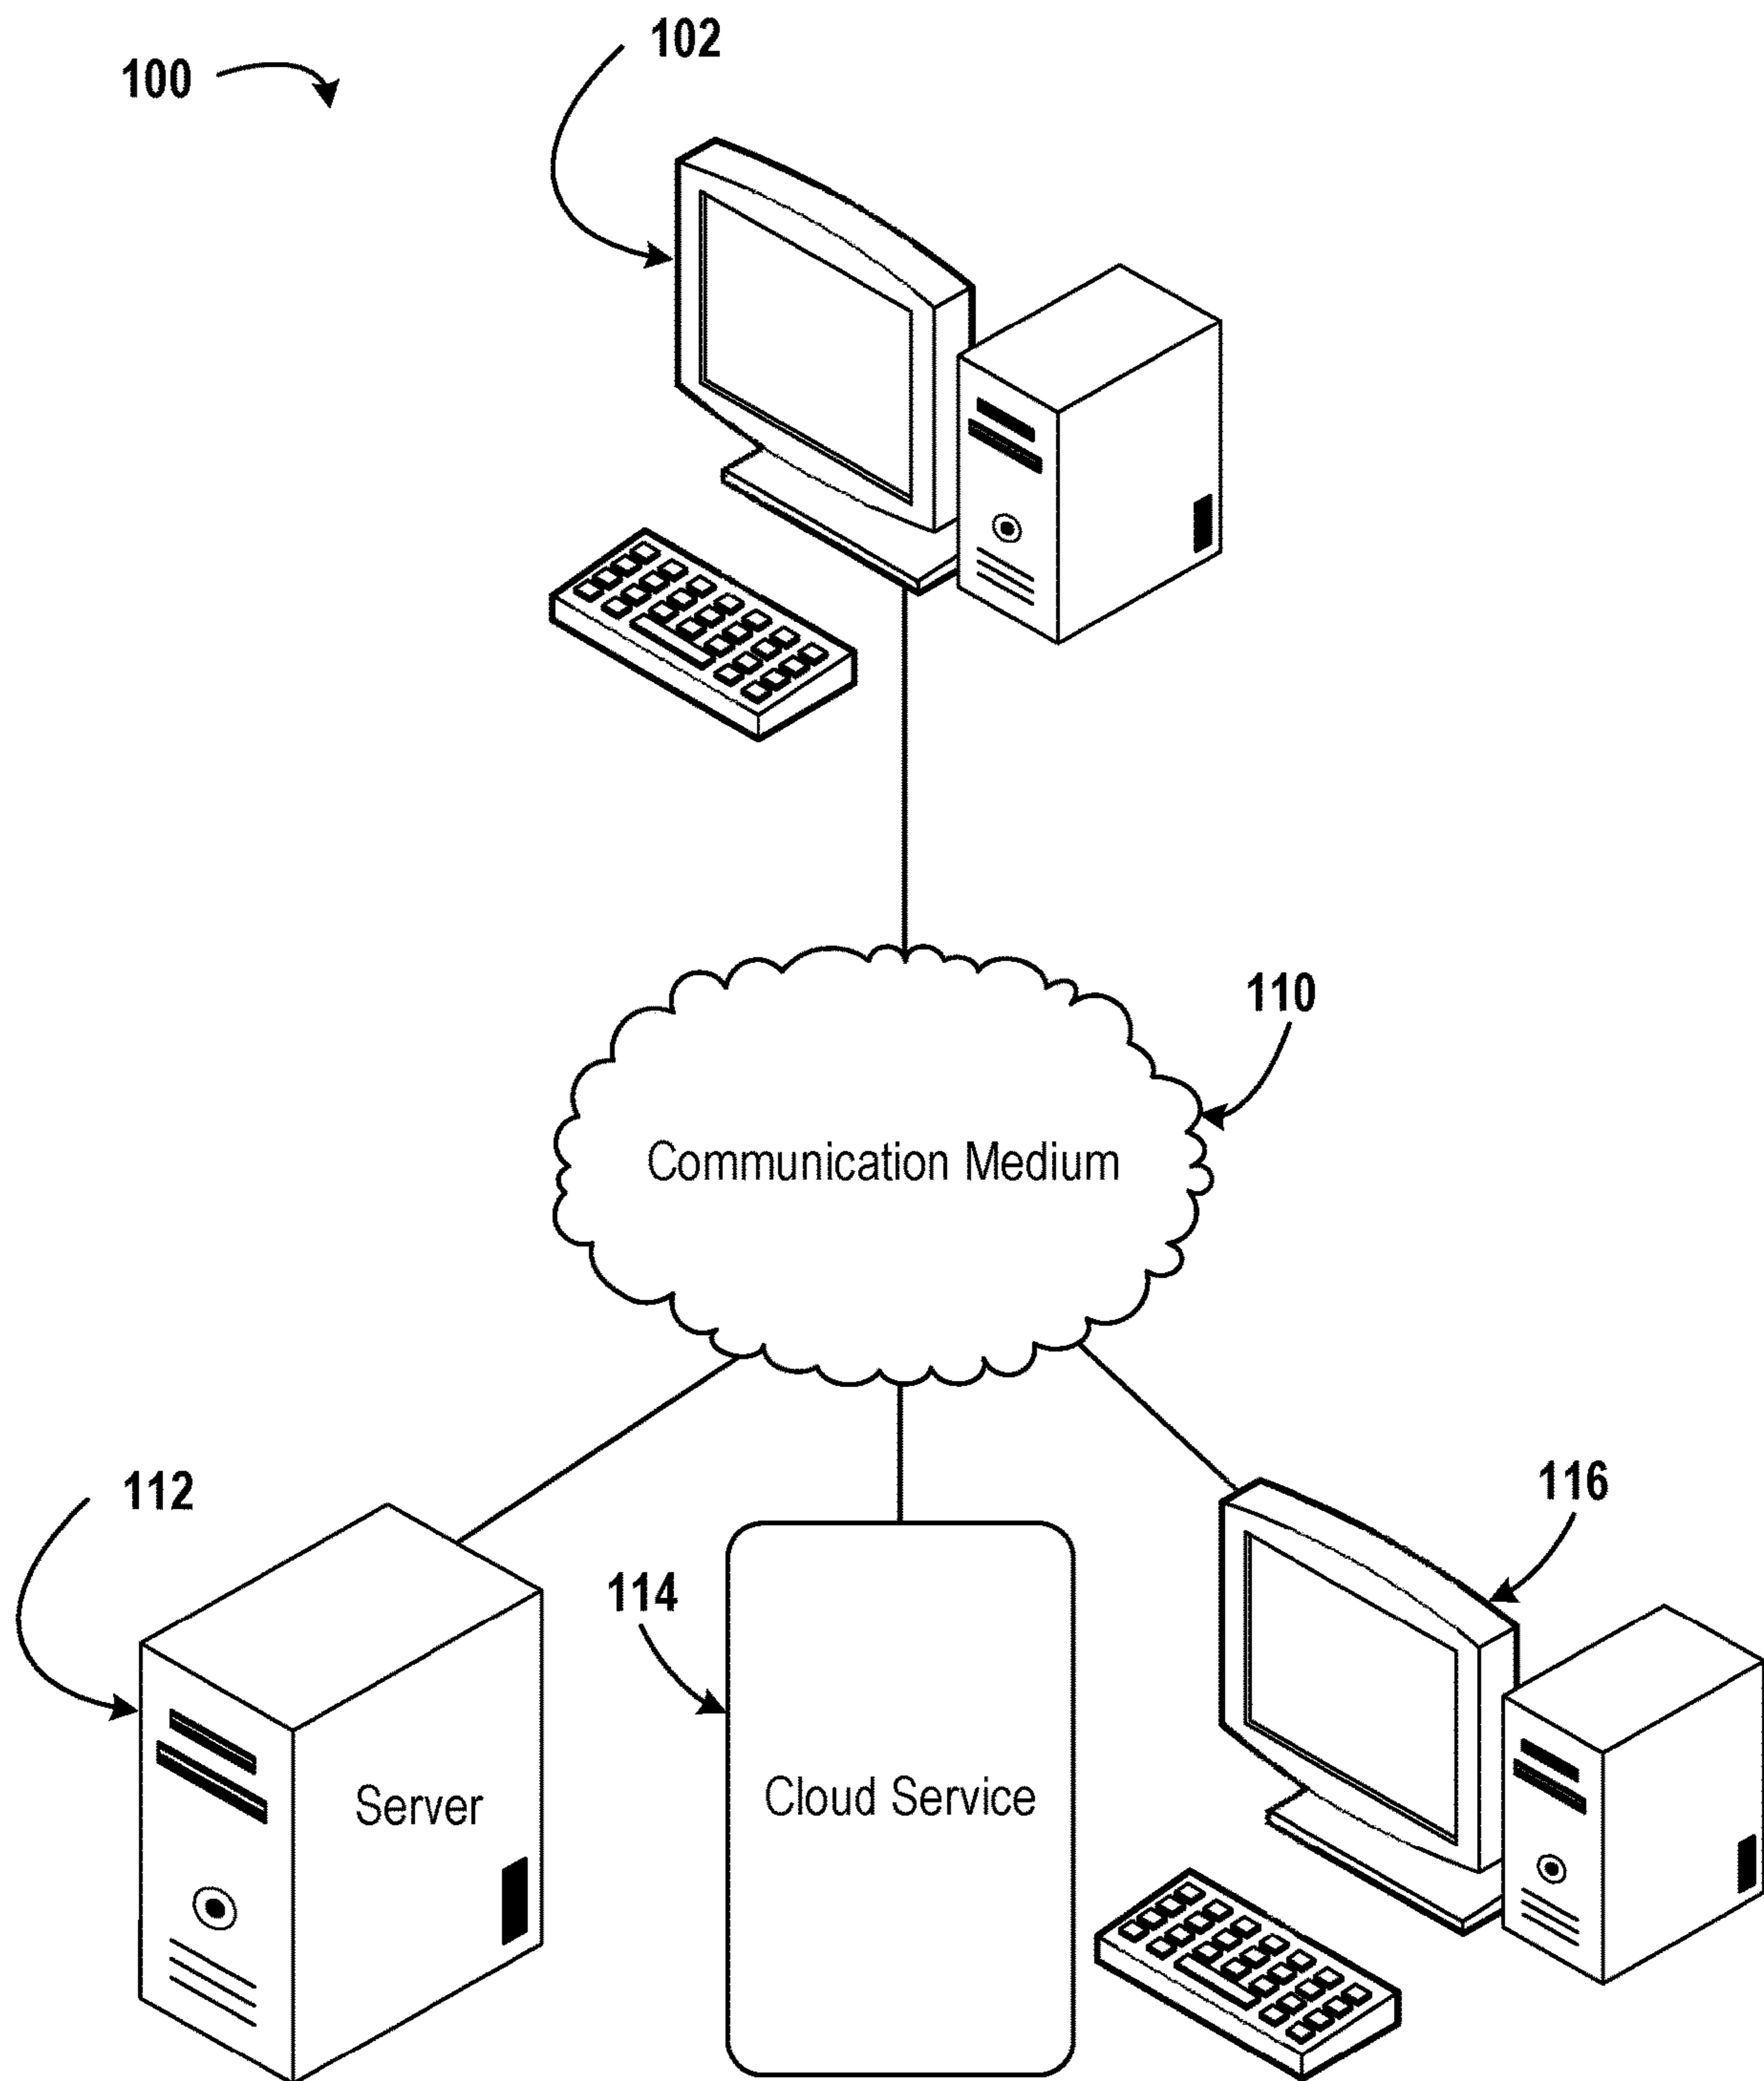 102
100
110
Communication Medium
112
116
114
Server
Cloud Service